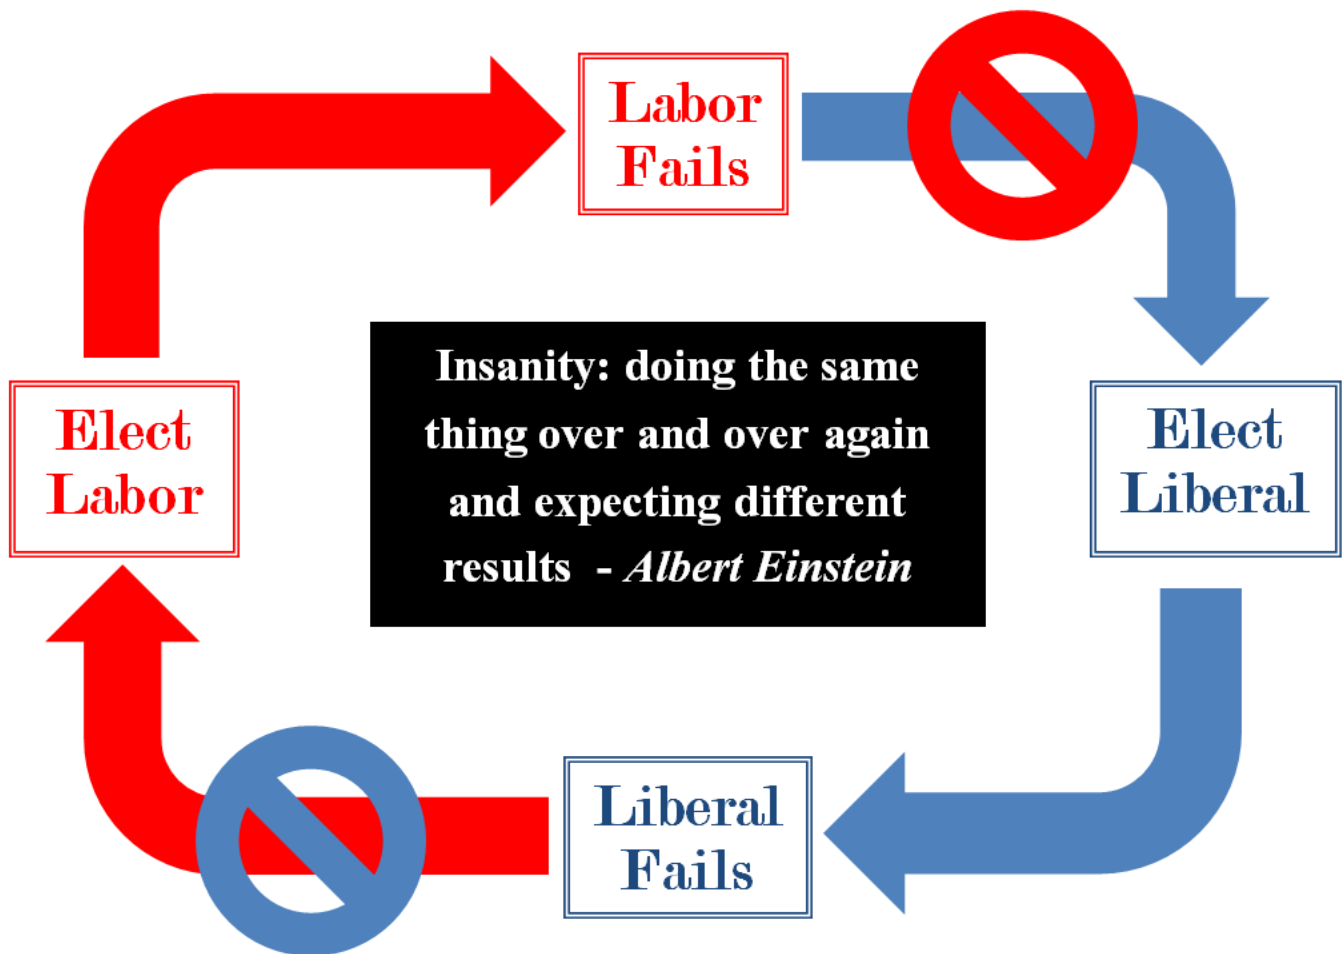 Labor
Fails
Elect
Labor
Insanity: doing the same
thing over and over again
and expecting different
results - Albert Einstein
Elect
Liberal
Liberal
Fails